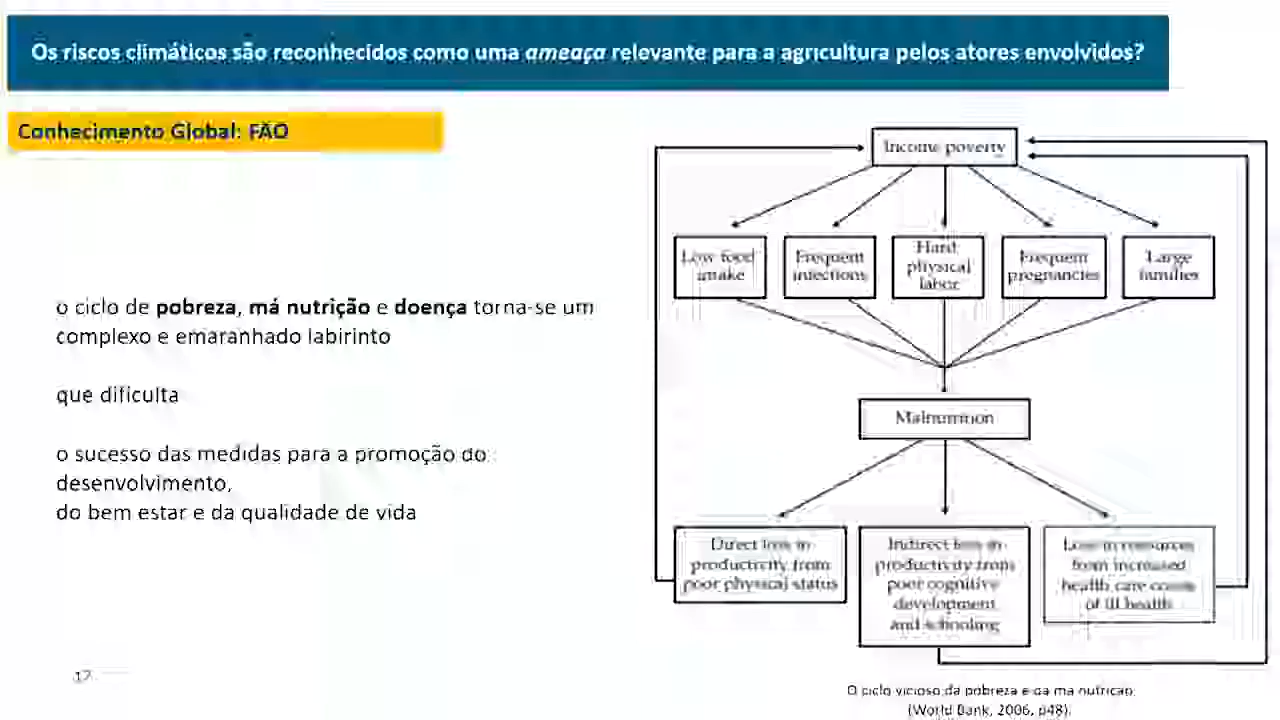 Os riscos climáticos são reconhecidos como uma ameaça relevante para a agricultura pelos atores envolvidos?
Conhecimento Global: FAO
o ciclo de pobreza, má nutrição e doença torna-se um
complexo e emaranhado labirinto
que dificulta
o sucesso das medidas para a promoção do
desenvolvimento,
do bem estar e da qualidade de vida
17
Income poverty
Low food
intake
Frequent
infections
Hard
physical
labor
Frequent
pregnancies
Large
families
Malnutrition
Direct loss in
productivity from
poor physical status
Indirect loss in
productivity from
poor cognitive
development
and schooling
Loss in resources
from increased
health care costs
of ill health
O ciclo vicioso da pobreza e da má nutrição
(World Bank, 2006, p48).